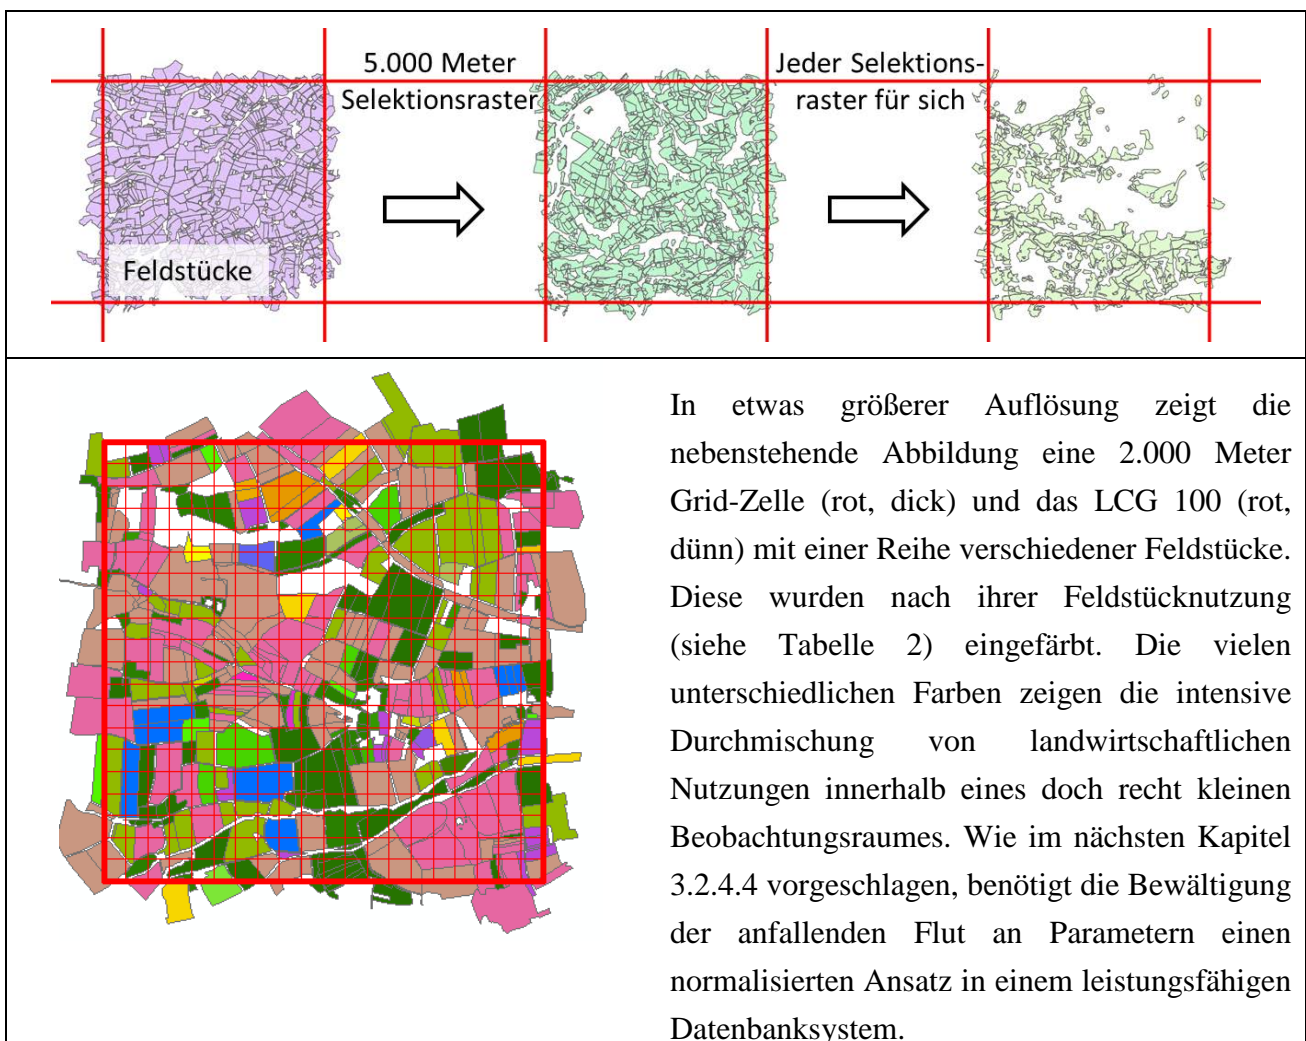 5.000 Meter
Selektionsraster
Jeder Selektions-
raster für sich
Feldstücke
In etwas größerer Auflösung zeigt die
nebenstehende Abbildung eine 2.000 Meter
Grid-Zelle (rot, dick) und das LCG 100 (rot,
dünn) mit einer Reihe verschiedener Feldstücke.
Diese wurden nach ihrer Feldstücknutzung
(siehe Tabelle 2) eingefärbt. Die vielen
unterschiedlichen Farben zeigen die intensive
Durchmischung von landwirtschaftlichen
Nutzungen innerhalb eines doch recht kleinen
Beobachtungsraumes. Wie im nächsten Kapitel
3.2.4.4 vorgeschlagen, benötigt die Bewältigung
der anfallenden Flut an Parametern einen
normalisierten Ansatz in einem leistungsfähigen
Datenbanksystem.